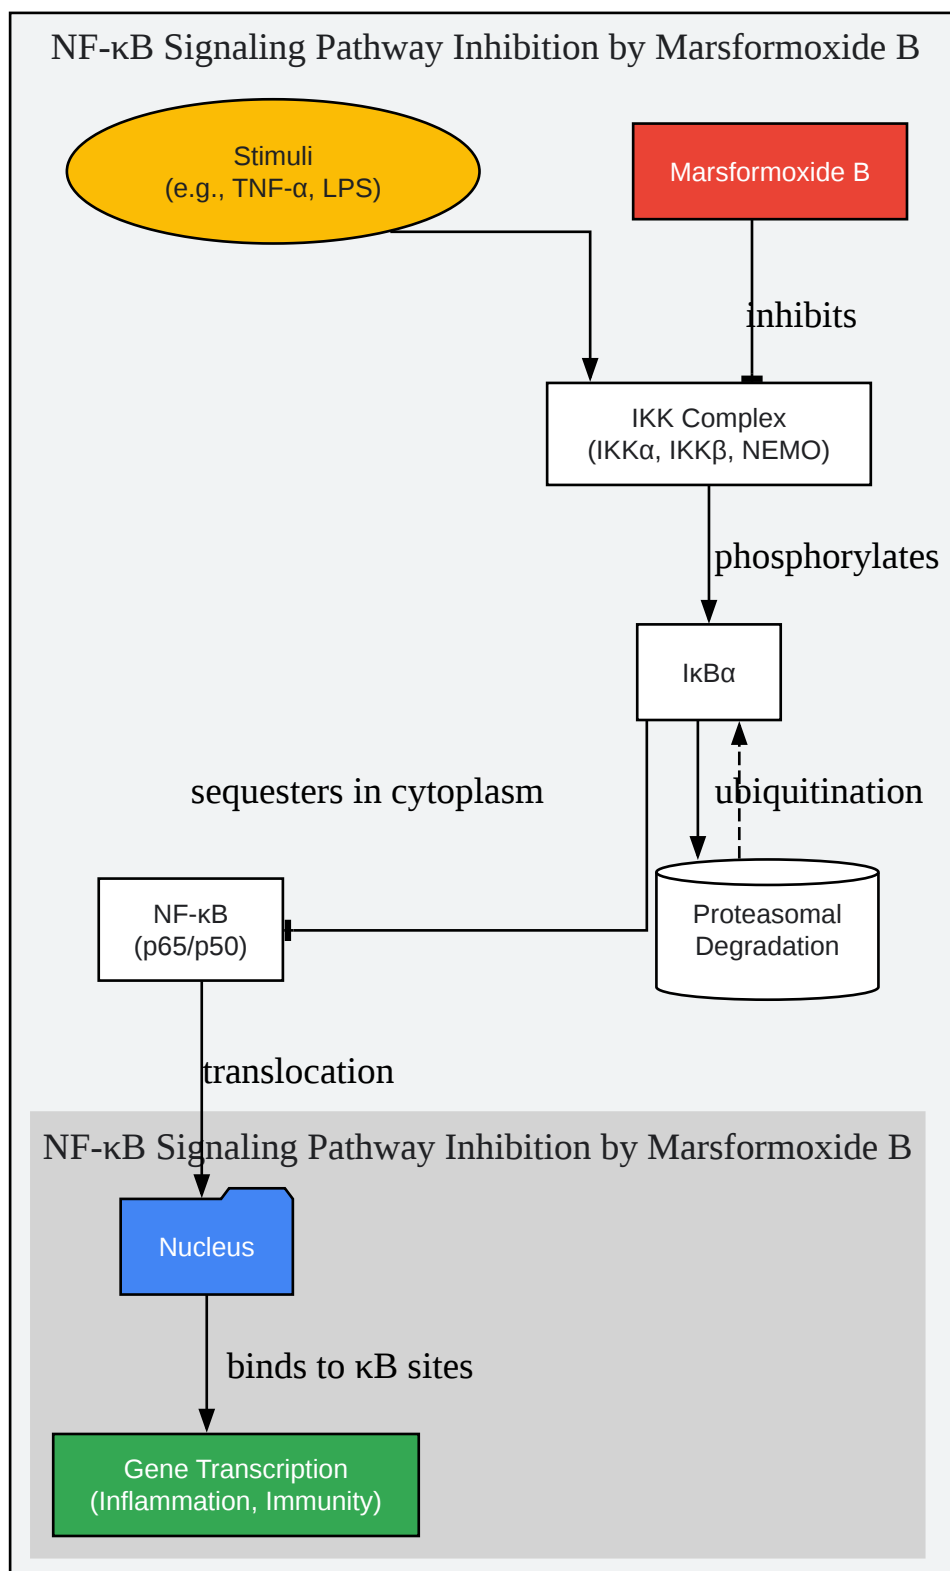 NF-κB Signaling Pathway Inhibition by Marsformoxide B
Stimuli
(e.g., TNF-α, LPS)
Marsformoxide B
inhibits
IKK Complex
(IKKα, IKKβ, NEMO)
phosphorylates
IκBα
sequesters in cytoplasm
ubiquitination
NF-κB
(p65/p50)
Proteasomal
Degradation
translocation
NF-κB Signaling Pathway Inhibition by Marsformoxide B
Nucleus
binds to κB sites
Gene Transcription
(Inflammation, Immunity)